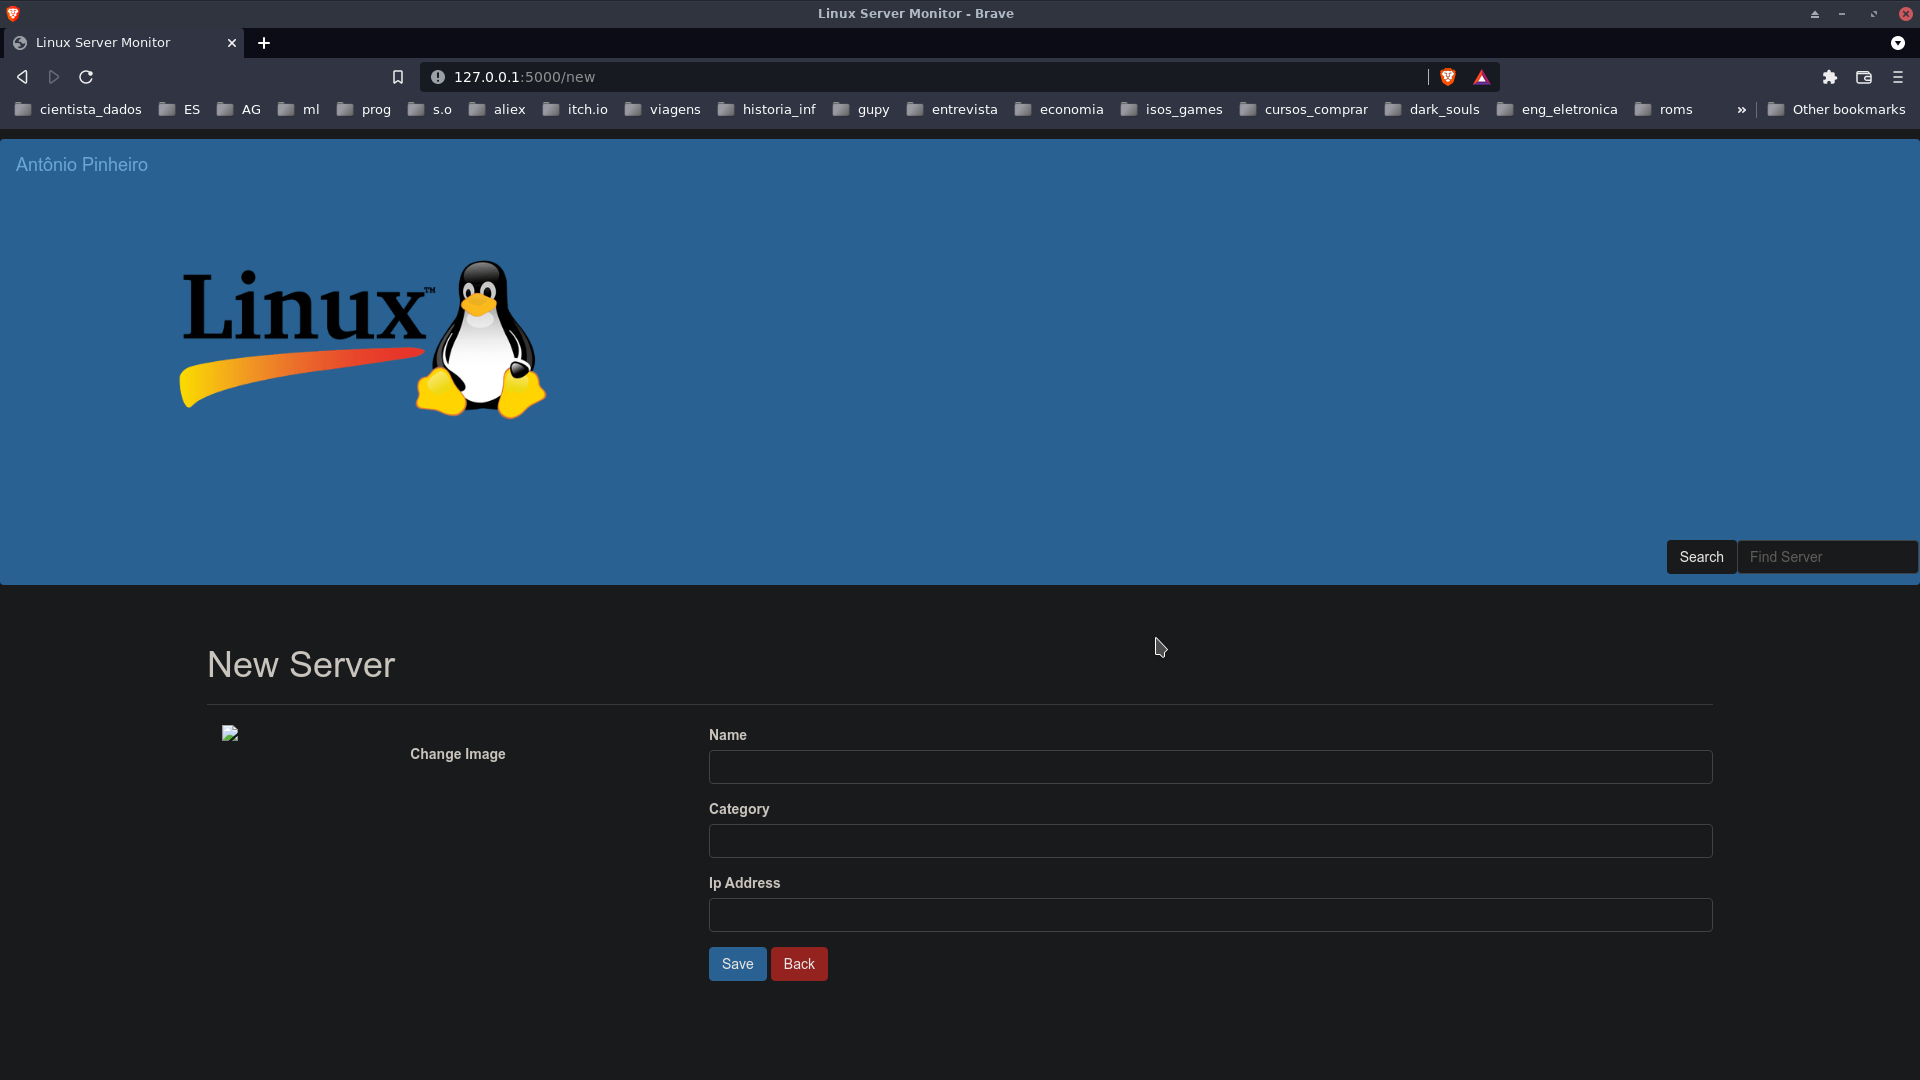 Linux Server Monitor - Brave
Linux Server Monitor
127.0.0.1:5000/new
cientista_dados ES AG ml prog s.o aliex itch.io viagens historia_inf gupy entrevista economia isos_games cursos_comprar dark_souls eng_eletronica roms » Other bookmarks
Antônio Pinheiro
Linux™
Search Find Server
New Server
Change Image
Name
Category
Ip Address
Save Back